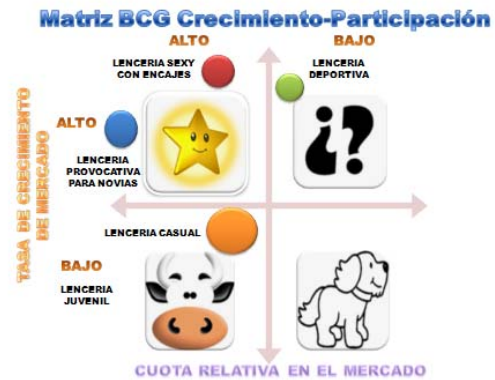 Matriz BCG Crecimiento-Participación
ALTO
BAJO
LENCERIA SEXY
CON ENCAJES
LENCERIA
DEPORTIVA
TASA DE CRECIMIENTO
DE MERCADO
ALTO
LENCERIA
PROVOCATIVA
PARA NOVIAS
¿?
LENCERIA CASUAL
BAJO
LENCERIA
JUVENIL
CUOTA RELATIVA EN EL MERCADO